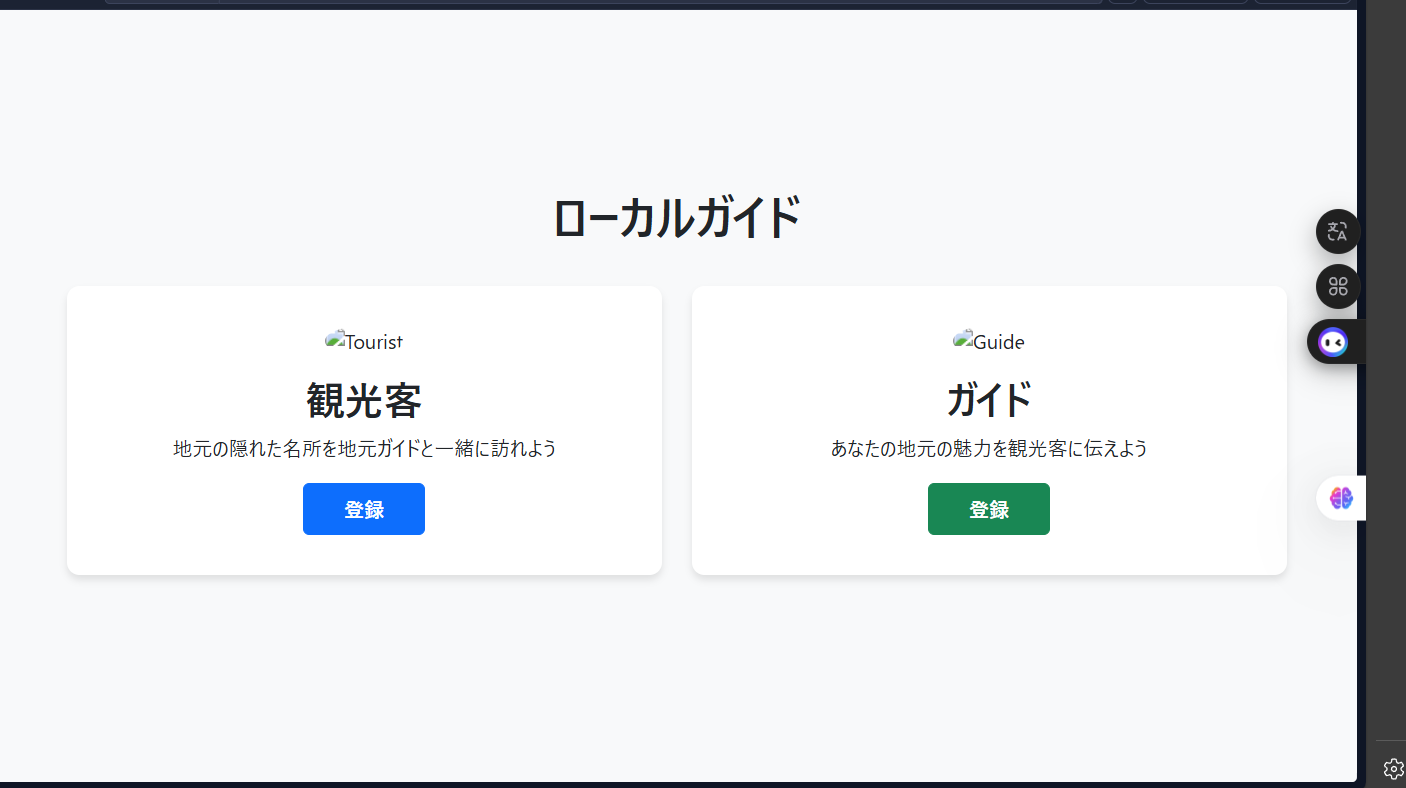 ローカルガイド
Tourist
観光客
地元の隠れた名所を地元ガイドと一緒に訪れよう
登録
Guide
ガイド
あなたの地元の魅力を観光客に伝えよう
登録